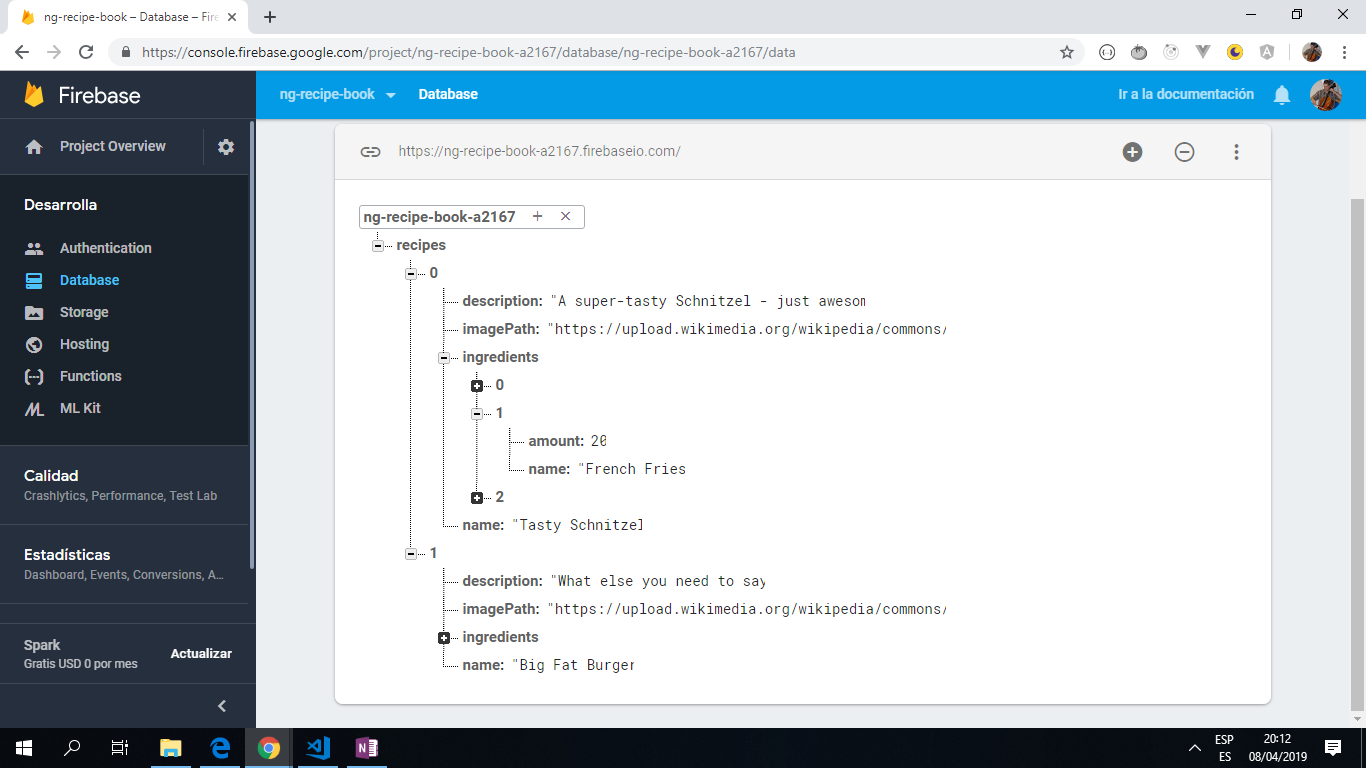 ng-recipe-book – Database – Fire
https://console.firebase.google.com/project/ng-recipe-book-a2167/database/ng-recipe-book-a2167/data
Firebase
ng-recipe-book Database Ir a la documentación
Project Overview
https://ng-recipe-book-a2167.firebaseio.com/
Desarrolla
Authentication
Database
Storage
Hosting
Functions
ML Kit
Calidad
Crashlytics, Performance, Test Lab
Estadísticas
Dashboard, Events, Conversions, A...
Spark
Gratis USD 0 por mes
Actualizar
ng-recipe-book-a2167
recipes
0
description: "A super-tasty Schnitzel - just awesom
imagePath: "https://upload.wikimedia.org/wikipedia/commons/
ingredients
0
1
amount: 20
name: "French Fries
2
name: "Tasty Schnitzel
1
description: "What else you need to say
imagePath: "https://upload.wikimedia.org/wikipedia/commons/
ingredients
name: "Big Fat Burger
ESP
ES
20:12
08/04/2019